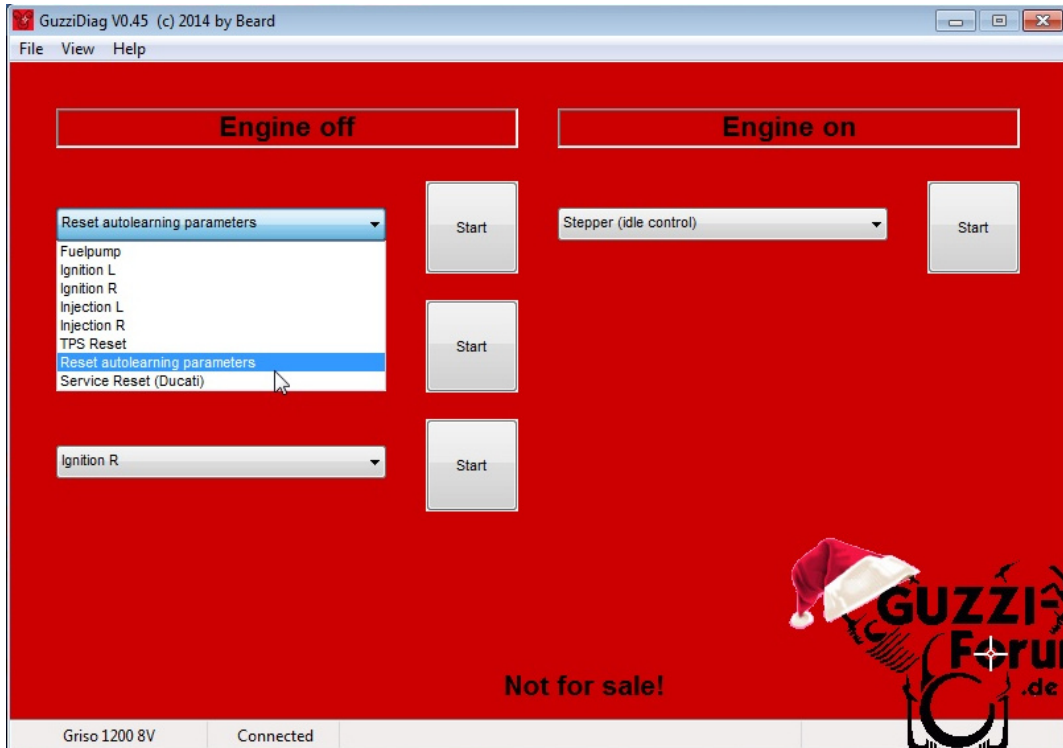 GuzziDiag V0.45 (c) 2014 by Beard
File View Help
Engine off
Engine on
Reset autolearning parameters
Start
Stepper (idle control)
Start
Fuelpump
Ignition L
Ignition R
Injection L
Injection R
TPS Reset
Reset autolearning parameters
Service Reset (Ducati)
Start
Ignition R
Start
GUZZI
Foru
.de
Not for sale!
Griso 1200 8V Connected